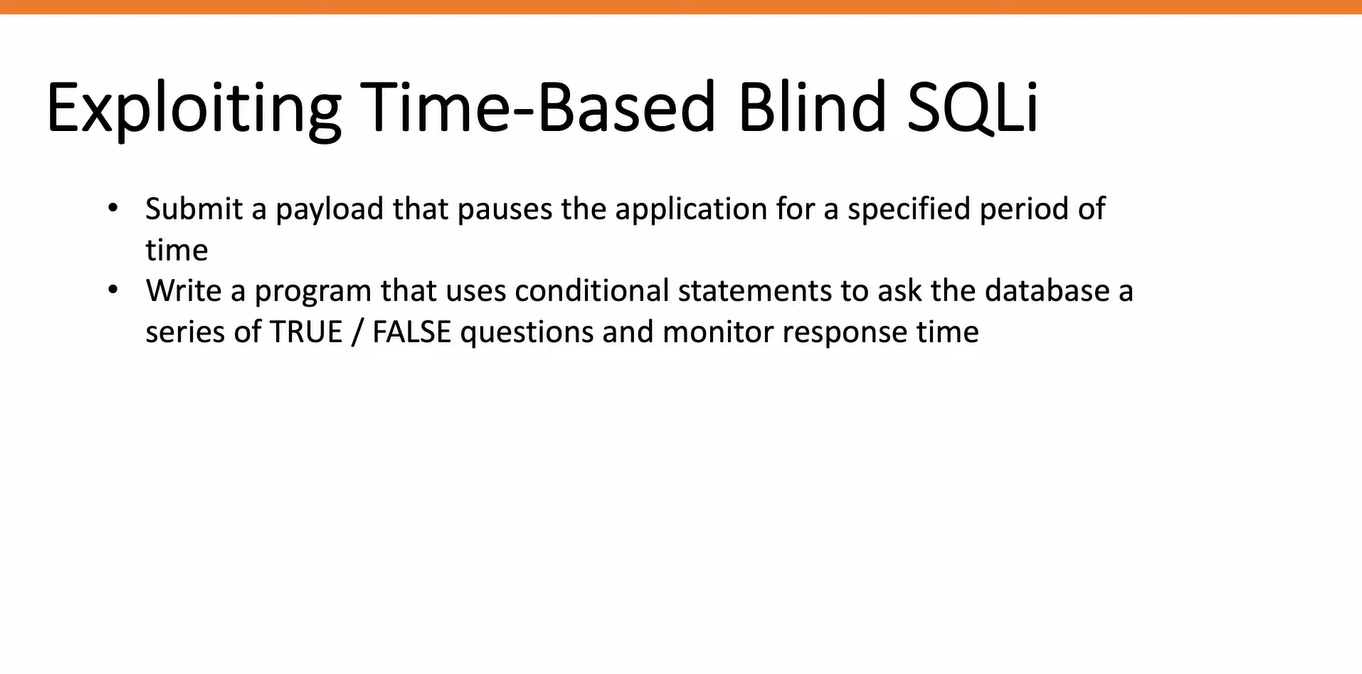 Exploiting Time-Based Blind SQLi
• Submit a payload that pauses the application for a specified period of
time
• Write a program that uses conditional statements to ask the database a
series of TRUE / FALSE questions and monitor response time